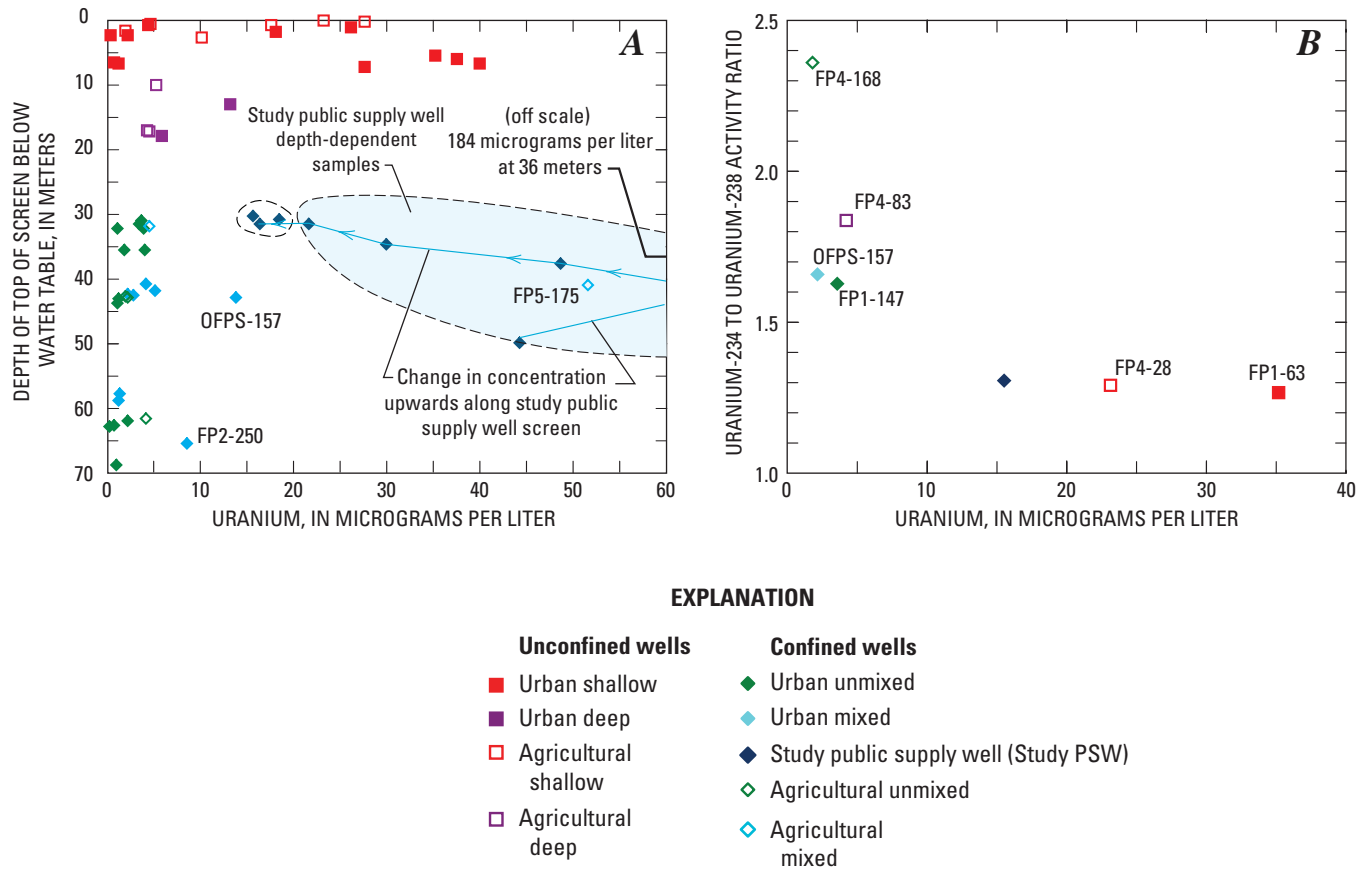 A
DEPTH OF TOP OF SCREEN BELOW
WATER TABLE, IN METERS
0
10
20
30
40
50
60
70
Study public supply well
depth-dependent
samples
(off scale)
184 micrograms per liter
at 36 meters
FP5-175
OFPS-157
Change in concentration
upwards along study public
supply well screen
FP2-250
0
10
20
30
40
50
60
URANIUM, IN MICROGRAMS PER LITER
B
URANIUM-234 TO URANIUM-238 ACTIVITY RATIO
2.5
2.0
1.5
1.0
FP4-168
FP4-83
OFPS-157
FP1-147
FP4-28
FP1-63
0
10
20
30
40
URANIUM, IN MICROGRAMS PER LITER
EXPLANATION
Unconfined wells
Urban shallow
Urban deep
Agricultural
shallow
Agricultural
deep
Confined wells
Urban unmixed
Urban mixed
Study public supply well (Study PSW)
Agricultural unmixed
Agricultural
mixed